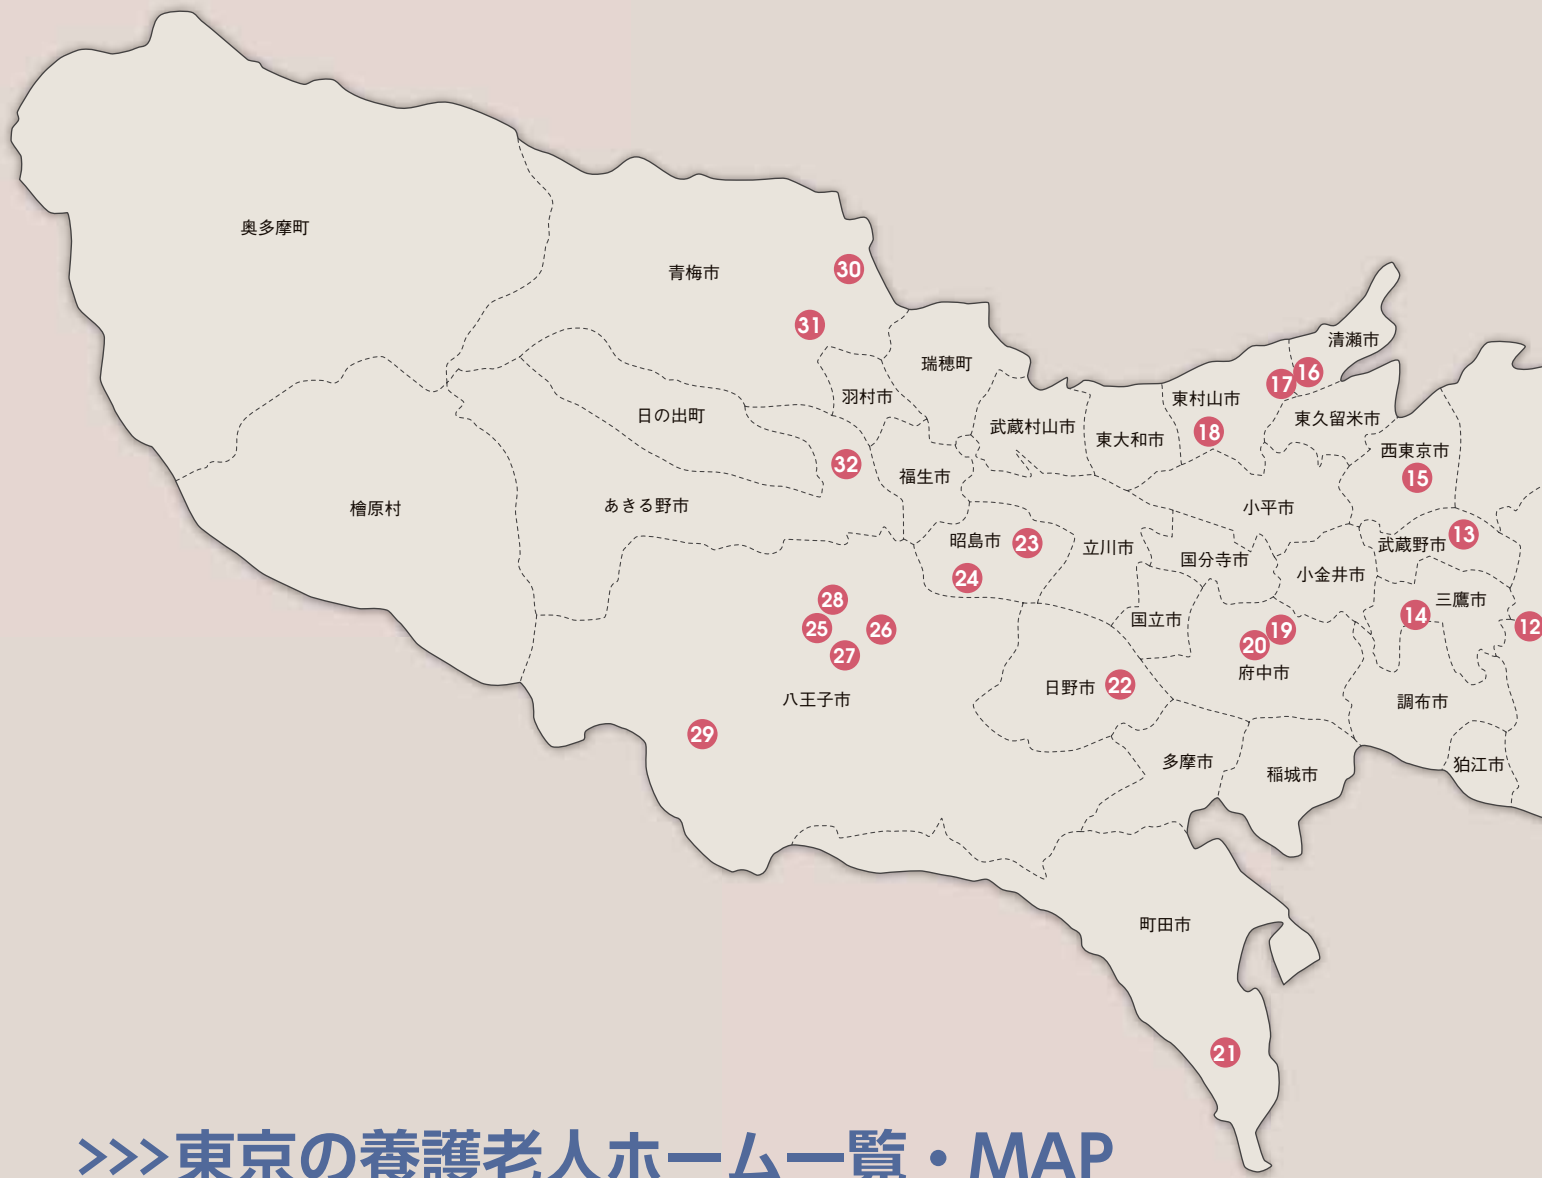 奥多摩町
青梅市
30
31
清瀬市
瑞穂町
16
17
羽村市
東村山市
日の出町
東久留米市
武蔵村山市
東大和市
18
西東京市
32
福生市
15
あきる野市
檜原村
小平市
13
昭島市
23
武蔵野市
立川市
国分寺市
小金井市
24
28
三鷹市
14
国立市
12
25
26
19
20
27
府中市
日野市
22
八王子市
調布市
29
多摩市
狛江市
稲城市
町田市
21
>>>東京の養護老人ホーム一覧・MAP